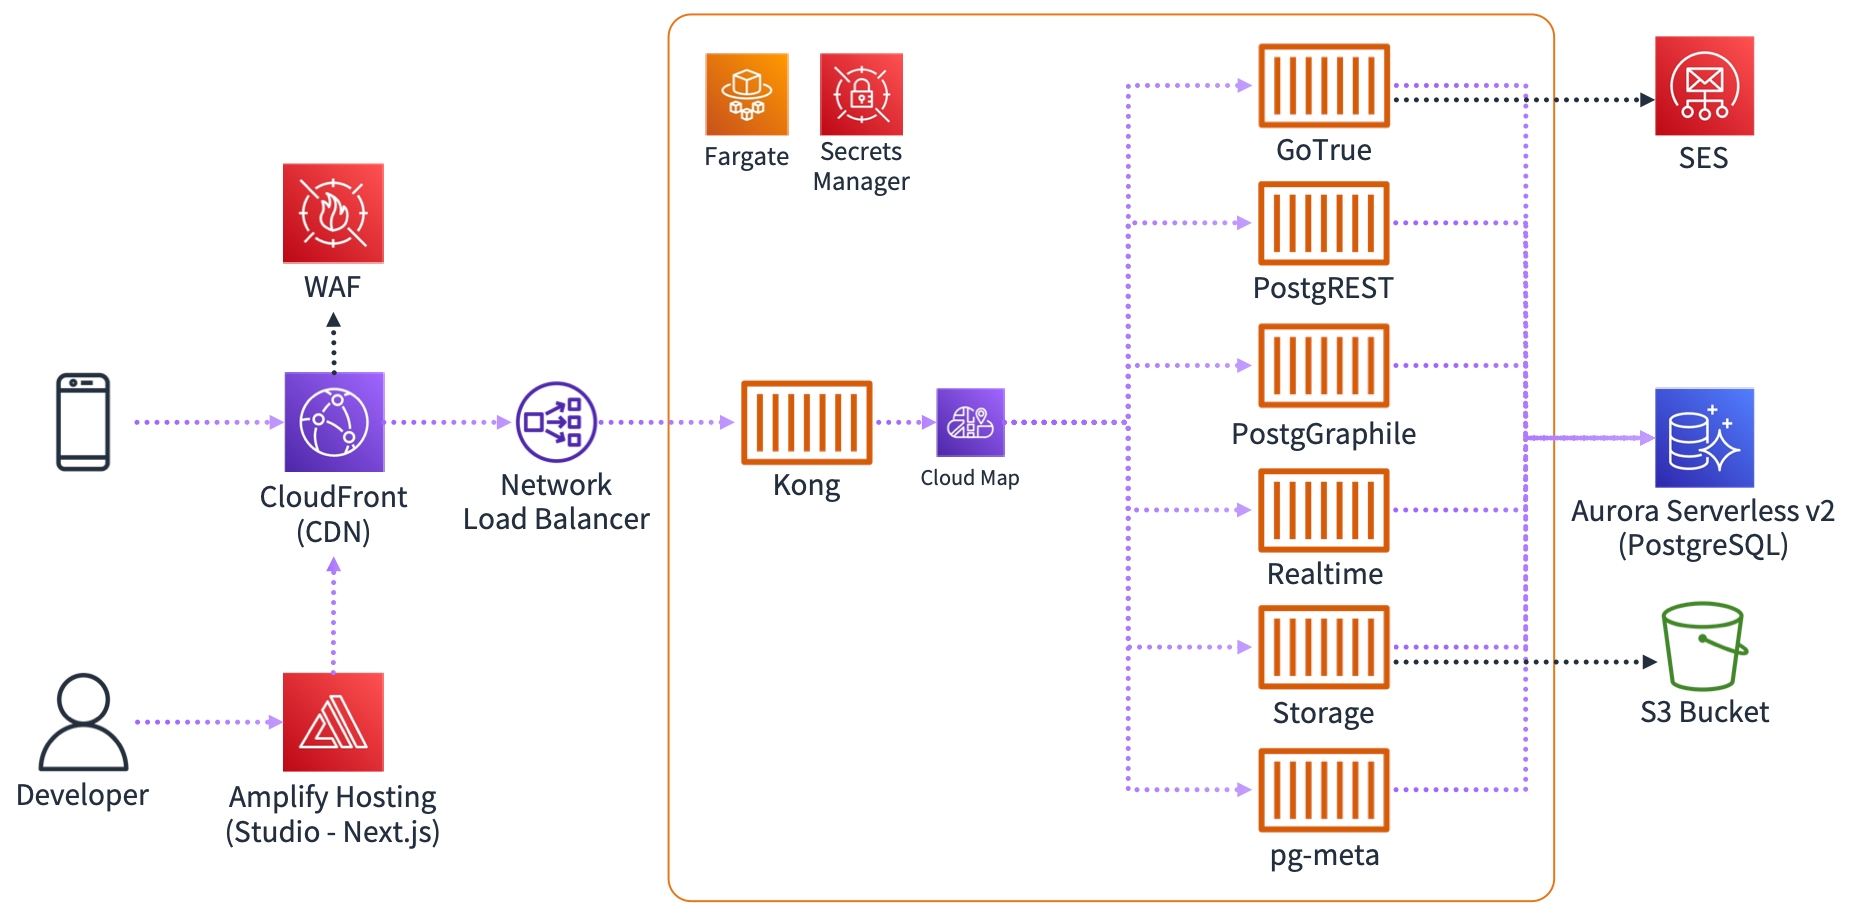 Fargate
Secrets
Manager
GoTrue
SES
WAF
PostgREST
PostgGraphile
CloudFront
(CDN)
Network
Load Balancer
Kong
Cloud Map
Realtime
Aurora Serverless v2
(PostgreSQL)
Storage
S3 Bucket
Developer
Amplify Hosting
(Studio - Next.js)
pg-meta